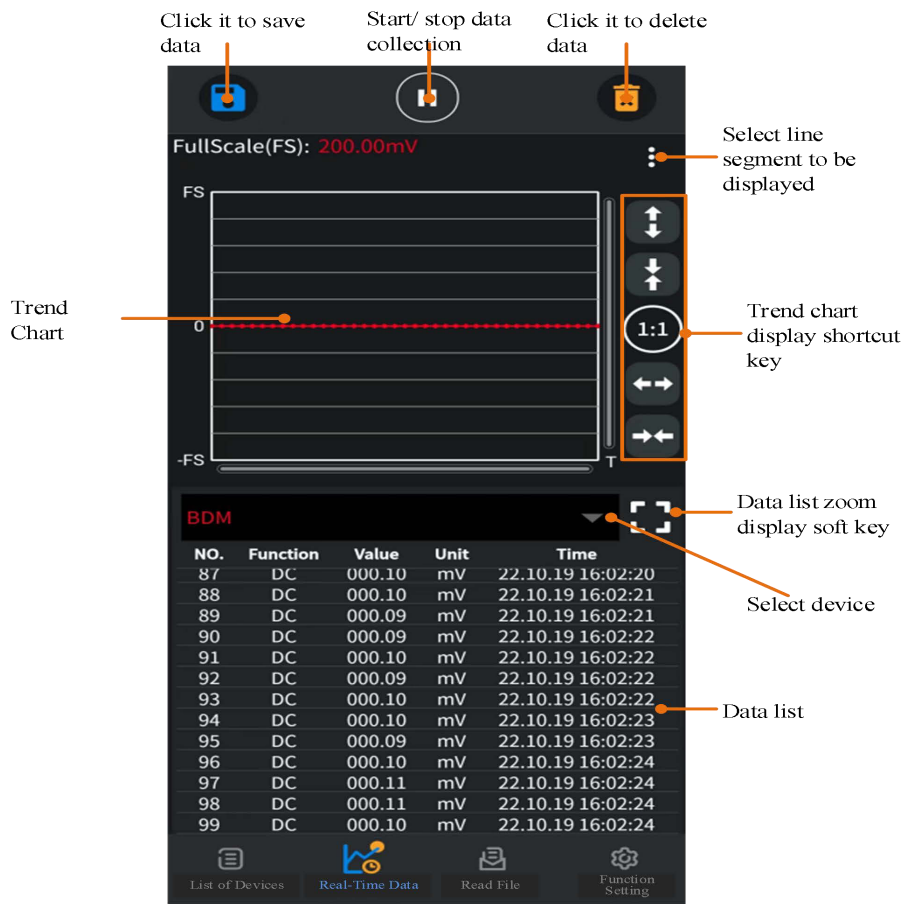 Click it to save
data
Start/ stop data
collection
Click it to delete
data
FullScale(FS): 200.00mV
Select line
segment to be
displayed
FS
Trend
Chart
0
1:1
Trend chart
display shortcut
key
-FS
T
BDM
Data list zoom
display soft key
NO. Function Value Unit Time
87 DC 000.10 mV 22.10.19 16:02:20
88 DC 000.10 mV 22.10.19 16:02:21
89 DC 000.09 mV 22.10.19 16:02:21
Select device
90 DC 000.09 mV 22.10.19 16:02:22
91 DC 000.10 mV 22.10.19 16:02:22
92 DC 000.09 mV 22.10.19 16:02:22
93 DC 000.10 mV 22.10.19 16:02:22
94 DC 000.10 mV 22.10.19 16:02:23
Data list
95 DC 000.09 mV 22.10.19 16:02:23
96 DC 000.10 mV 22.10.19 16:02:24
97 DC 000.11 mV 22.10.19 16:02:24
98 DC 000.11 mV 22.10.19 16:02:24
99 DC 000.10 mV 22.10.19 16:02:24
List of Devices
Real-Time Data
Read File
Function
Setting